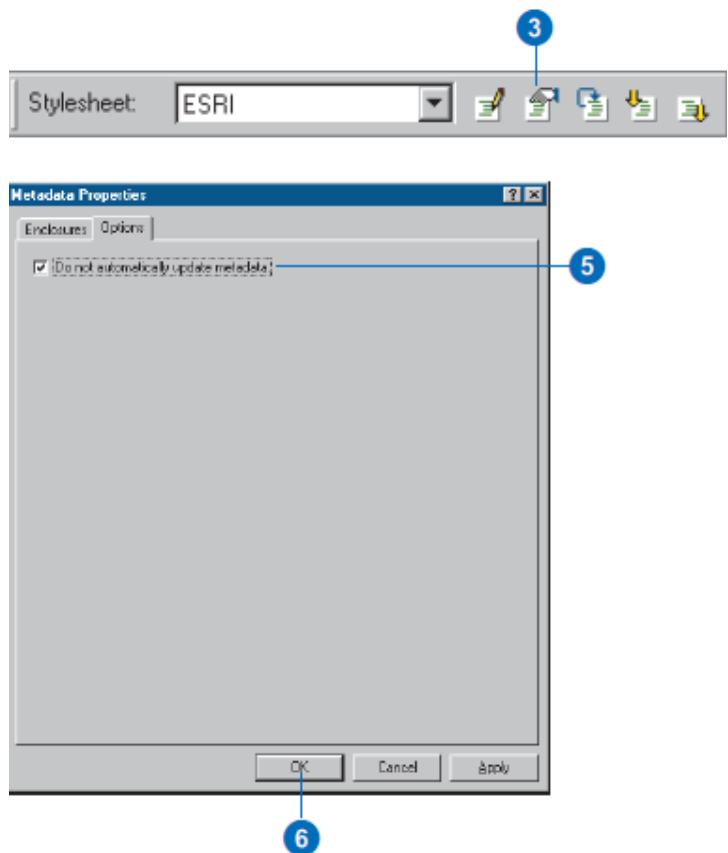 3
Stylesheet: ESRI
Metadata Properties
Enclosures Options
Do not automatically update metadata
5
OK Cancel Apply
6